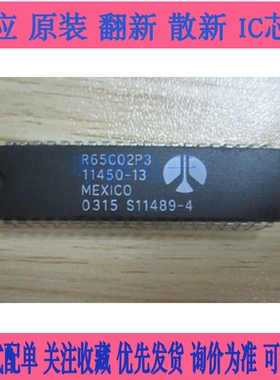 应 原装 翻新 散新 IC芯
R65C02P3
11450-13
MEXICO
0315 S11489-4
配单 关注收藏 优先发货 询价为准 可